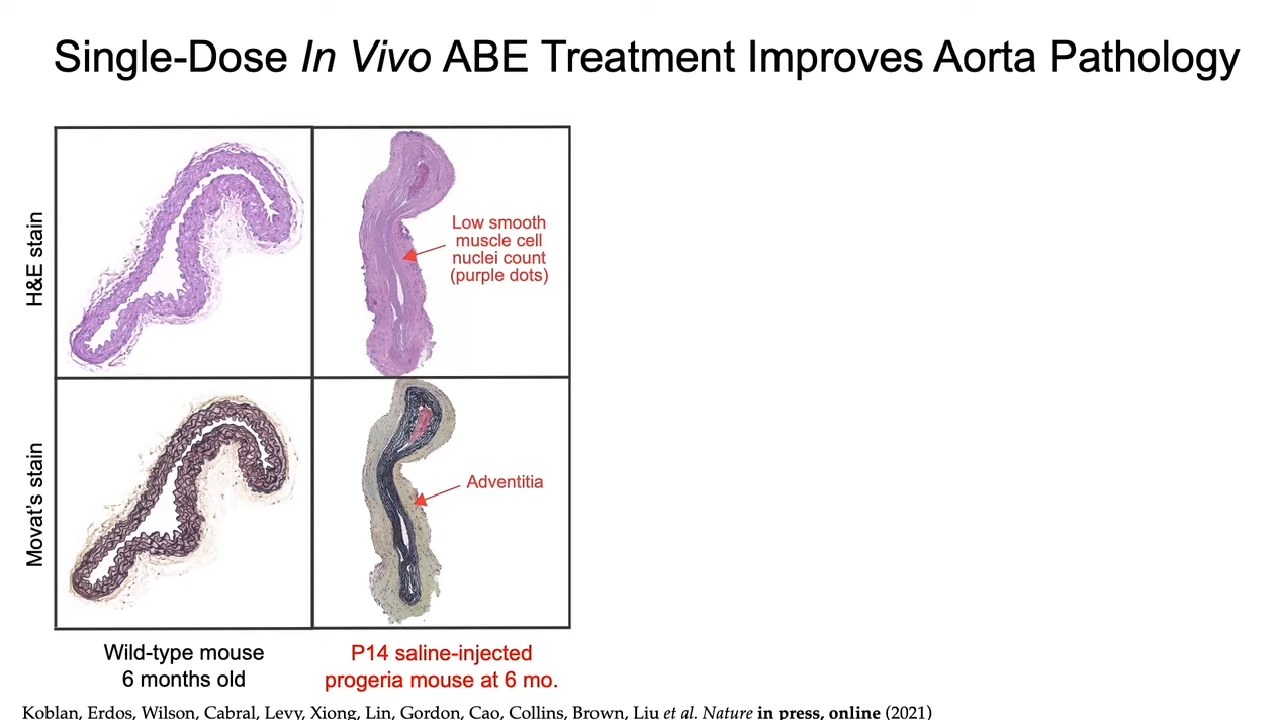 Single-Dose In Vivo ABE Treatment Improves Aorta Pathology
H&E stain
Low smooth
muscle cell
nuclei count
(purple dots)
Movat's stain
Adventitia
Wild-type mouse
6 months old
P14 saline-injected
progeria mouse at 6 mo.
Koblan, Erdos, Wilson, Cabral, Levy, Xiong, Lin, Gordon, Cao, Collins, Brown, Liu et al. Nature in press, online (2021)